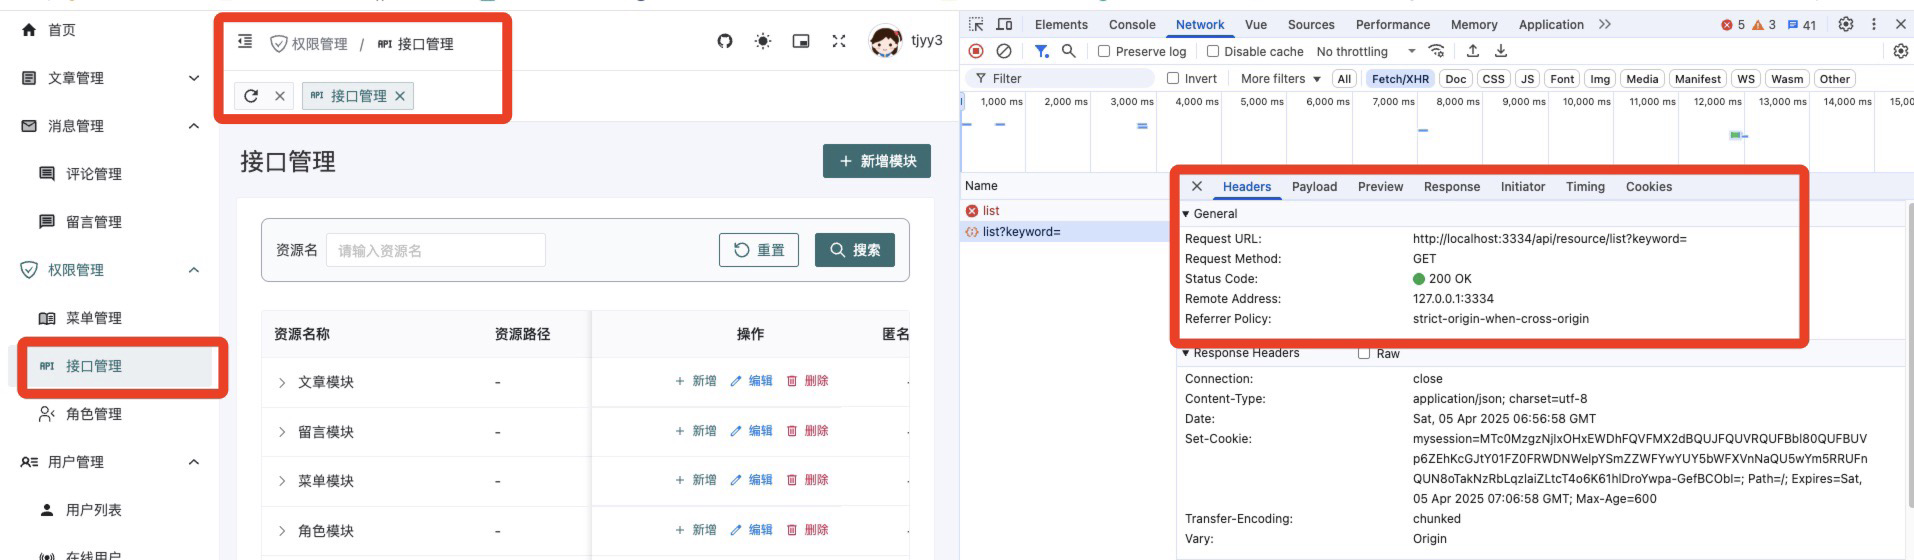 首页
文章管理
消息管理
评论管理
留言管理
权限管理
菜单管理
API 接口管理
角色管理
用户管理
用户列表
在线用户
权限管理 / API 接口管理
tjyy3
API 接口管理
接口管理
新增模块
资源名 请输入资源名 重置 搜索
资源名称 资源路径 操作 匿名
文章模块 - 新增 编辑 删除
留言模块 - 新增 编辑 删除
菜单模块 - 新增 编辑 删除
角色模块 - 新增 编辑 删除
Elements Console Network Vue Sources Performance Memory Application 5 3 41
Preserve log Disable cache No throttling
Filter Invert More filters All Fetch/XHR Doc CSS JS Font Img Media Manifest WS Wasm Other
1,000 ms 2,000 ms 3,000 ms 4,000 ms 5,000 ms 6,000 ms 7,000 ms 8,000 ms 9,000 ms 10,000 ms 11,000 ms 12,000 ms 13,000 ms 14,000 ms 15,00
Name
list
list?keyword=
Headers Payload Preview Response Initiator Timing Cookies
General
Request URL: http://localhost:3334/api/resource/list?keyword=
Request Method: GET
Status Code: 200 OK
Remote Address: 127.0.0.1:3334
Referrer Policy: strict-origin-when-cross-origin
Response Headers Raw
Connection: close
Content-Type: application/json; charset=utf-8
Date: Sat, 05 Apr 2025 06:56:58 GMT
Set-Cookie: mysession=MTc0MzgzNjIxOHxEWDhFQVFMX2dBQUJFQUVRQUFBbl80QUFBUV
p6ZEhKcGJtY01FZ0FRWDNWelpYSmZZWFYwYUY5bWFXVnNaQU5wYm5RRUFn
QUN8oTakNzRbLqzIaiZLtcT4o6K61hlDroYwpa-GefBCObI=; Path=/; Expires=Sat,
05 Apr 2025 07:06:58 GMT; Max-Age=600
Transfer-Encoding: chunked
Vary: Origin